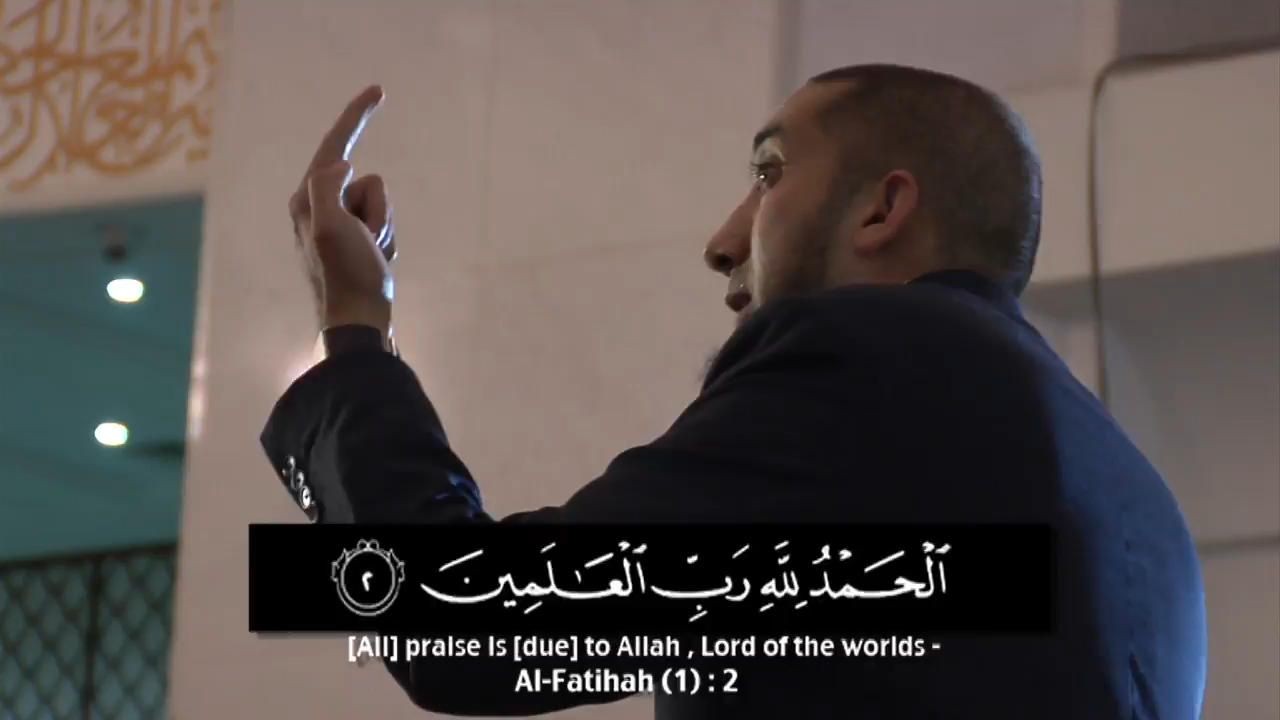 ٱلْحَمْدُ لِلَّهِ رَبِّ ٱلْعَـٰلَمِينَ ٢
[All] praise is [due] to Allah , Lord of the worlds -
Al-Fatihah (1) : 2